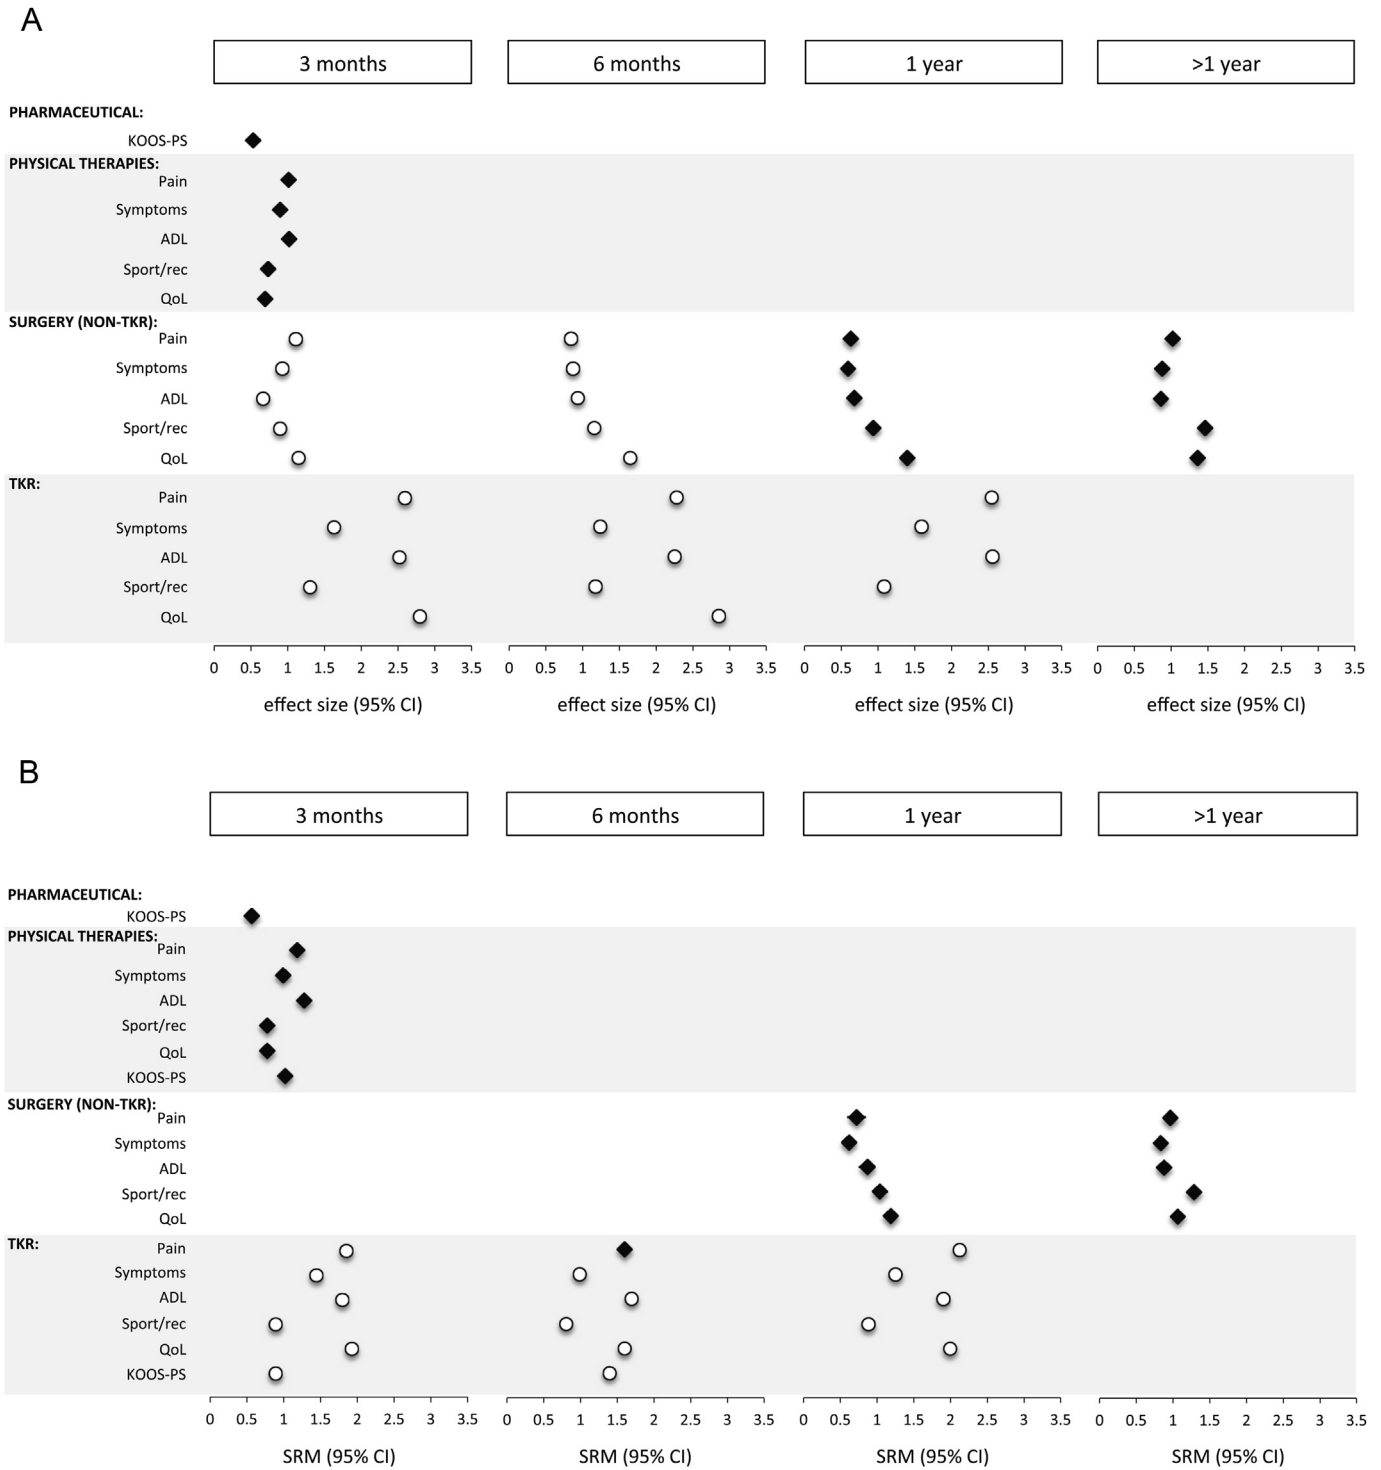 A
3 months 6 months 1 year >1 year
PHARMACEUTICAL:
KOOS-PS
PHYSICAL THERAPIES:
Pain
Symptoms
ADL
Sport/rec
QoL
SURGERY (NON-TKR):
Pain
Symptoms
ADL
Sport/rec
QoL
TKR:
Pain
Symptoms
ADL
Sport/rec
QoL
0 0.5 1 1.5 2 2.5 3 3.5 0 0.5 1 1.5 2 2.5 3 3.5 0 0.5 1 1.5 2 2.5 3 3.5 0 0.5 1 1.5 2 2.5 3 3.5
effect size (95% CI) effect size (95% CI) effect size (95% CI) effect size (95% CI)
B
3 months 6 months 1 year >1 year
PHARMACEUTICAL:
KOOS-PS
PHYSICAL THERAPIES:
Pain
Symptoms
ADL
Sport/rec
QoL
KOOS-PS
SURGERY (NON-TKR):
Pain
Symptoms
ADL
Sport/rec
QoL
TKR:
Pain
Symptoms
ADL
Sport/rec
QoL
KOOS-PS
0 0.5 1 1.5 2 2.5 3 3.5 0 0.5 1 1.5 2 2.5 3 3.5 0 0.5 1 1.5 2 2.5 3 3.5 0 0.5 1 1.5 2 2.5 3 3.5
SRM (95% CI) SRM (95% CI) SRM (95% CI) SRM (95% CI)